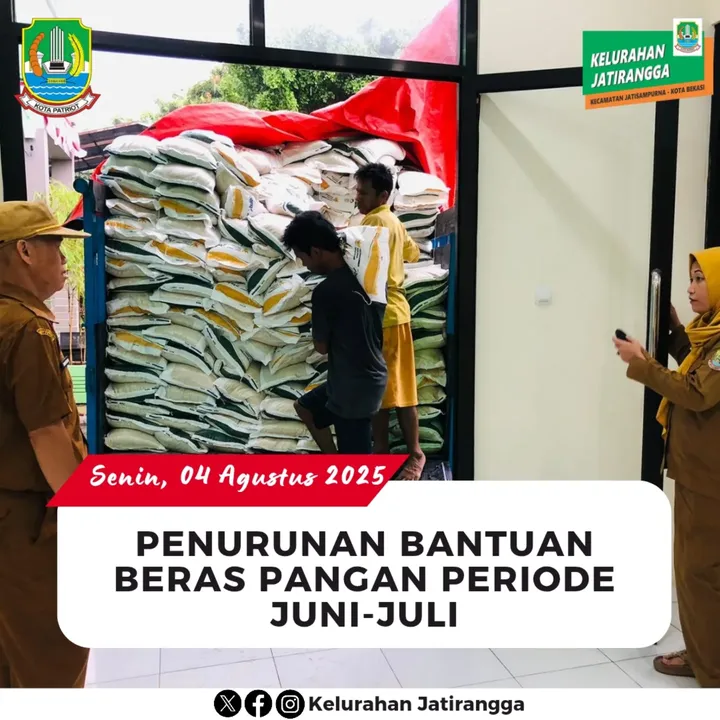 KOTA PATRIOT
KELURAHAN
JATIRANGGA
KECAMATAN JATISAMPURNA - KOTA BEKASI
Senin, 04 Agustus 2025
PENURUNAN BANTUAN
BERAS PANGAN PERIODE
JUNI-JULI
Kelurahan Jatirangga